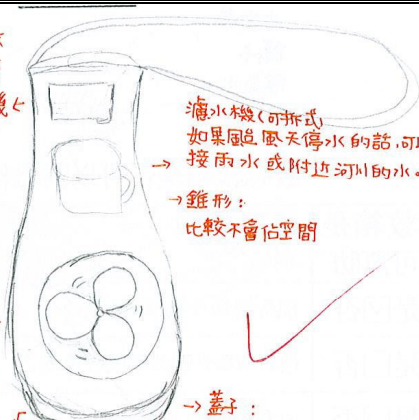 機
濾水機(可拆式
如果颱風天停水的話,可
接雨水或附近河川的水。
→錐形:
比較不會佔空間
→蓋子: